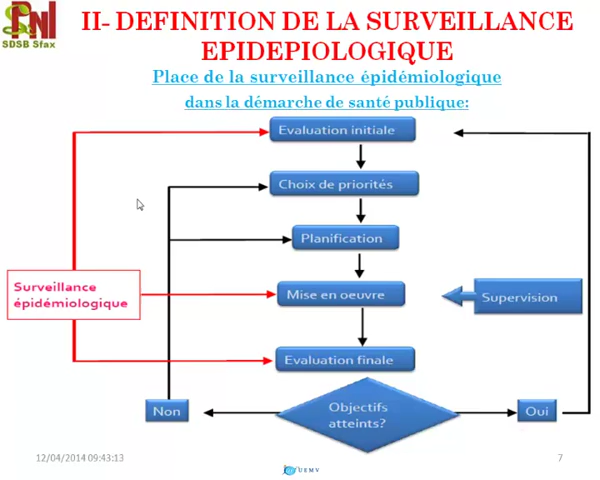 PNI
SDSB Sfax
II- DEFINITION DE LA SURVEILLANCE
EPIDEPIOLOGIQUE
Place de la surveillance épidémiologique
dans la démarche de santé publique:
Evaluation initiale
Choix de priorités
Planification
Surveillance
épidémiologique
Mise en oeuvre
Supervision
Evaluation finale
Non
Objectifs
atteints?
Oui
12/04/2014 09:43:13
7
UEMV